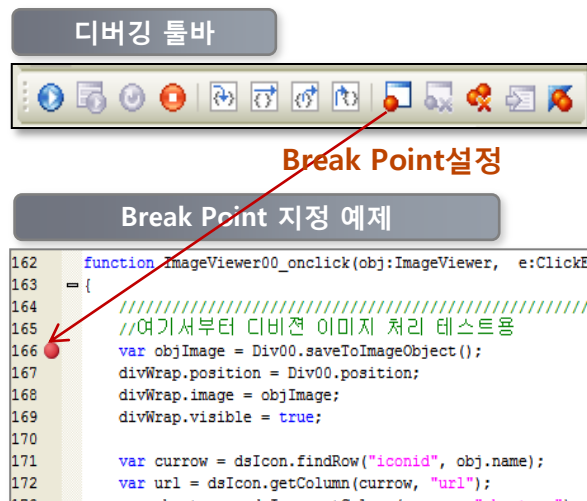 디버깅 툴바
Break Point설정
Break Point 지정 예제
162 function ImageViewer00_onclick(obj:ImageViewer, e:ClickE
163 {
164 //////////////////////////////////////////////////////
165 //여기서부터 디비젼 이미지 처리 테스트용
166 var objImage = Div00.saveToImageObject();
167 divWrap.position = Div00.position;
168 divWrap.image = objImage;
169 divWrap.visible = true;
170
171 var currow = dsIcon.findRow("iconid", obj.name);
172 var url = dsIcon.getColumn(currow, "url");